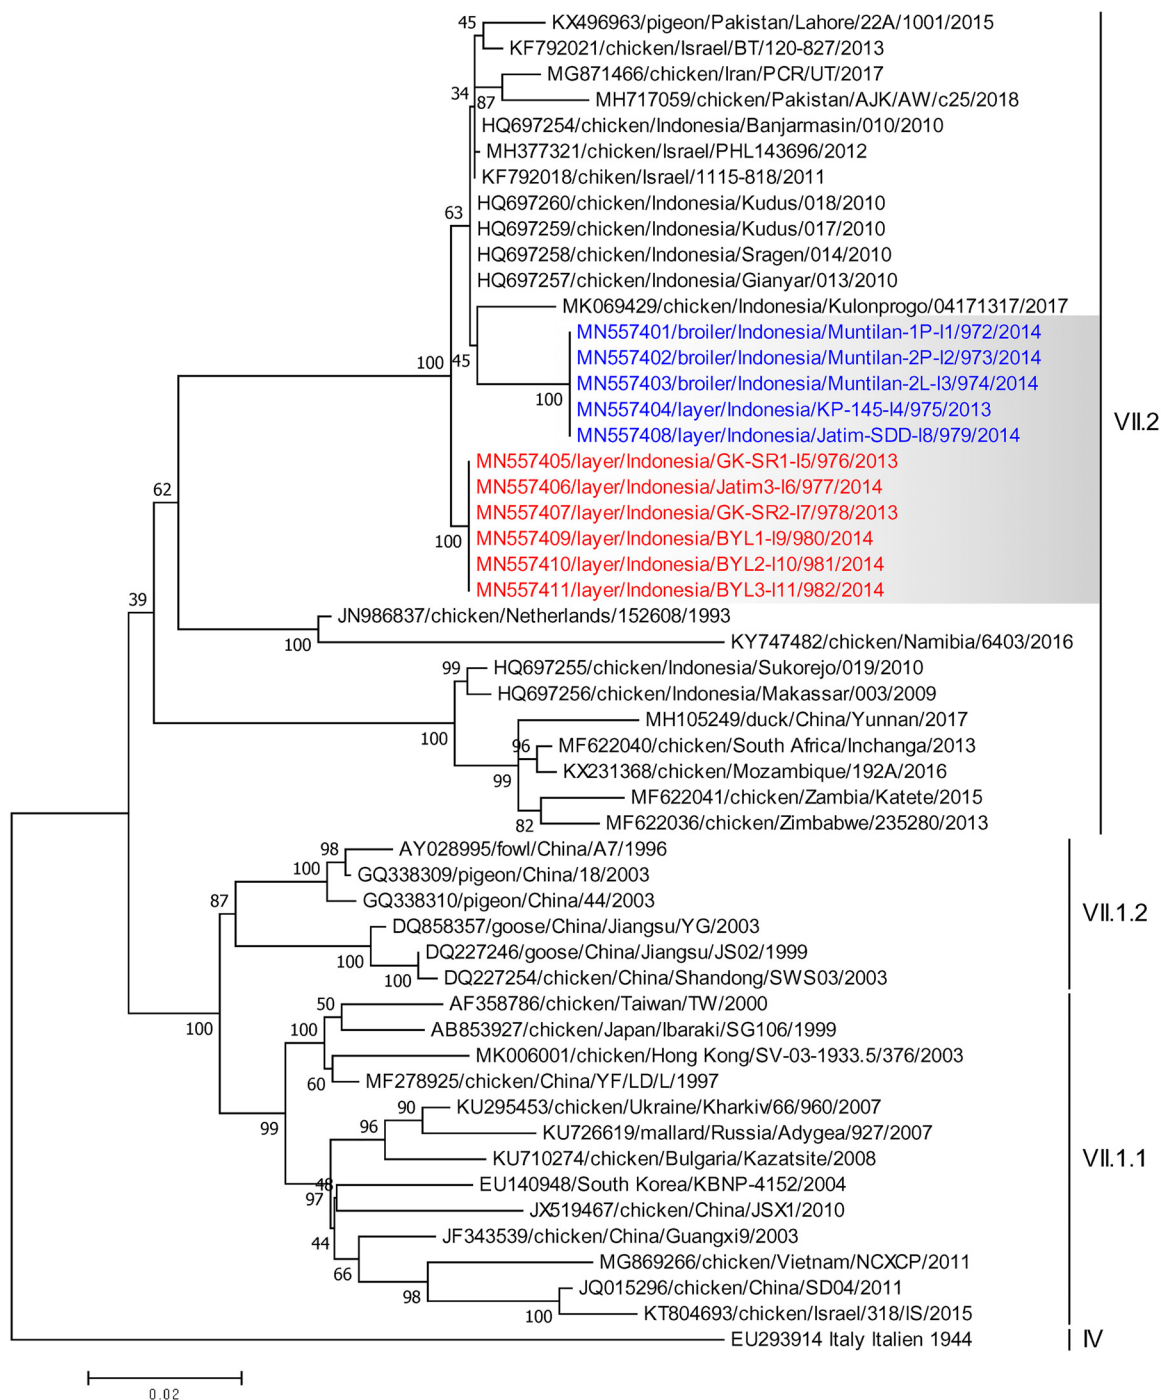 45
KX496963/pigeon/Pakistan/Lahore/22A/1001/2015
KF792021/chicken/Israel/BT/120-827/2013
MG871466/chicken/Iran/PCR/UT/2017
34
87
MH717059/chicken/Pakistan/AJK/AW/c25/2018
HQ697254/chicken/Indonesia/Banjarmasin/010/2010
MH377321/chicken/Israel/PHL143696/2012
KF792018/chiken/Israel/1115-818/2011
HQ697260/chicken/Indonesia/Kudus/018/2010
63
HQ697259/chicken/Indonesia/Kudus/017/2010
HQ697258/chicken/Indonesia/Sragen/014/2010
HQ697257/chicken/Indonesia/Gianyar/013/2010
MK069429/chicken/Indonesia/Kulonprogo/04171317/2017
MN557401/broiler/Indonesia/Muntilan-1P-I1/972/2014
100
45
MN557402/broiler/Indonesia/Muntilan-2P-I2/973/2014
MN557403/broiler/Indonesia/Muntilan-2L-I3/974/2014
100
MN557404/layer/Indonesia/KP-145-I4/975/2013
VII.2
MN557408/layer/Indonesia/Jatim-SDD-I8/979/2014
MN557405/layer/Indonesia/GK-SR1-I5/976/2013
62
MN557406/layer/Indonesia/Jatim3-I6/977/2014
MN557407/layer/Indonesia/GK-SR2-I7/978/2013
100
MN557409/layer/Indonesia/BYL1-I9/980/2014
MN557410/layer/Indonesia/BYL2-I10/981/2014
MN557411/layer/Indonesia/BYL3-I11/982/2014
39
JN986837/chicken/Netherlands/152608/1993
100
KY747482/chicken/Namibia/6403/2016
99
HQ697255/chicken/Indonesia/Sukorejo/019/2010
HQ697256/chicken/Indonesia/Makassar/003/2009
MH105249/duck/China/Yunnan/2017
100
96
MF622040/chicken/South Africa/Inchanga/2013
KX231368/chicken/Mozambique/192A/2016
99
MF622041/chicken/Zambia/Katete/2015
82
MF622036/chicken/Zimbabwe/235280/2013
98
AY028995/fowl/China/A7/1996
100
GQ338309/pigeon/China/18/2003
87
GQ338310/pigeon/China/44/2003
VII.1.2
DQ858357/goose/China/Jiangsu/YG/2003
100
DQ227246/goose/China/Jiangsu/JS02/1999
100
DQ227254/chicken/China/Shandong/SWS03/2003
50
AF358786/chicken/Taiwan/TW/2000
100
100
AB853927/chicken/Japan/Ibaraki/SG106/1999
MK006001/chicken/Hong Kong/SV-03-1933.5/376/2003
60
MF278925/chicken/China/YF/LD/L/1997
90
KU295453/chicken/Ukraine/Kharkiv/66/960/2007
99
96
KU726619/mallard/Russia/Adygea/927/2007
KU710274/chicken/Bulgaria/Kazatsite/2008
VII.1.1
48
EU140948/South Korea/KBNP-4152/2004
97
JX519467/chicken/China/JSX1/2010
44
JF343539/chicken/China/Guangxi9/2003
66
MG869266/chicken/Vietnam/NCXCP/2011
98
JQ015296/chicken/China/SD04/2011
100
KT804693/chicken/Israel/318/IS/2015
EU293914 Italy Italien 1944
IV
0.02